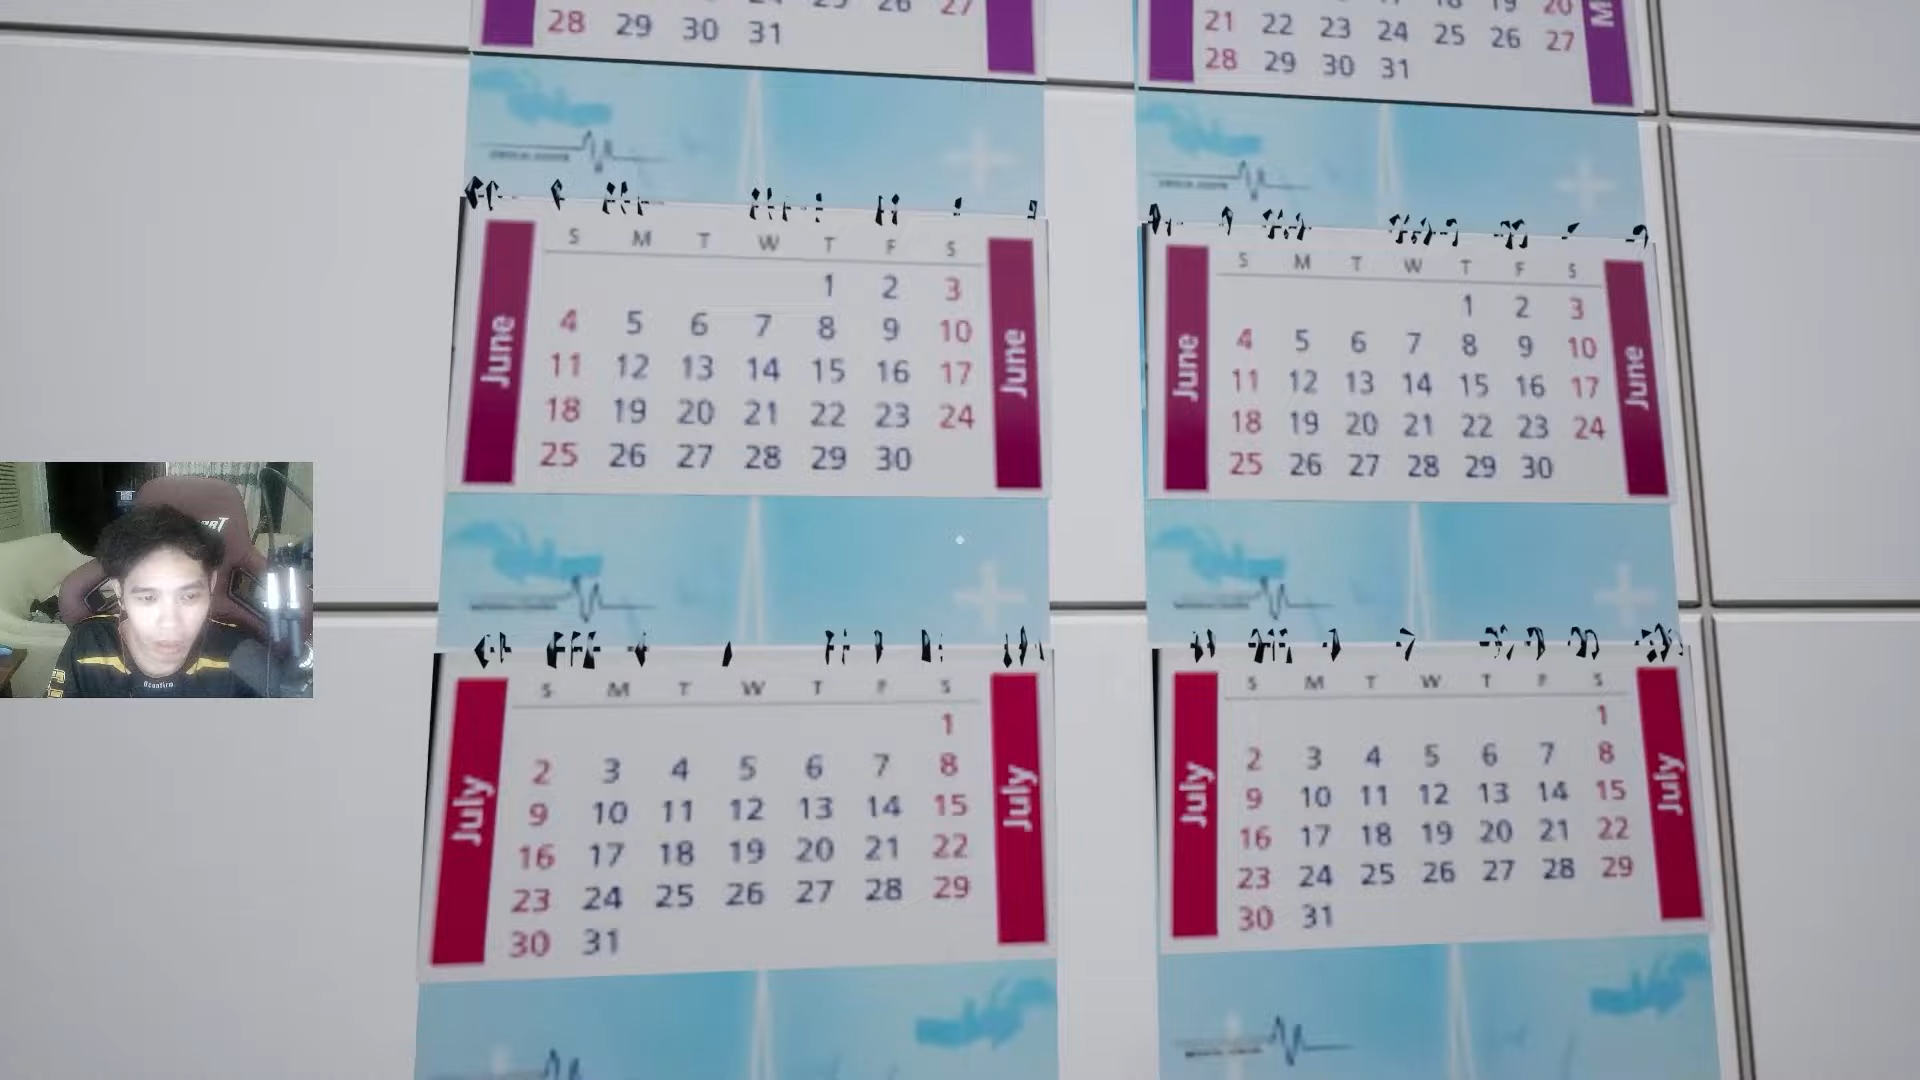 26 27
28 29 30 31
19 20
21 22 23 24 25 26 27
28 29 30 31
M
S M T W T F S
1 2 3
4 5 6 7 8 9 10
11 12 13 14 15 16 17
18 19 20 21 22 23 24
25 26 27 28 29 30
June
June
S M T W T F S
1 2 3
4 5 6 7 8 9 10
11 12 13 14 15 16 17
18 19 20 21 22 23 24
25 26 27 28 29 30
June
June
S M T W T F S
1
2 3 4 5 6 7 8
9 10 11 12 13 14 15
16 17 18 19 20 21 22
23 24 25 26 27 28 29
30 31
July
July
S M T W T F S
1
2 3 4 5 6 7 8
9 10 11 12 13 14 15
16 17 18 19 20 21 22
23 24 25 26 27 28 29
30 31
July
July